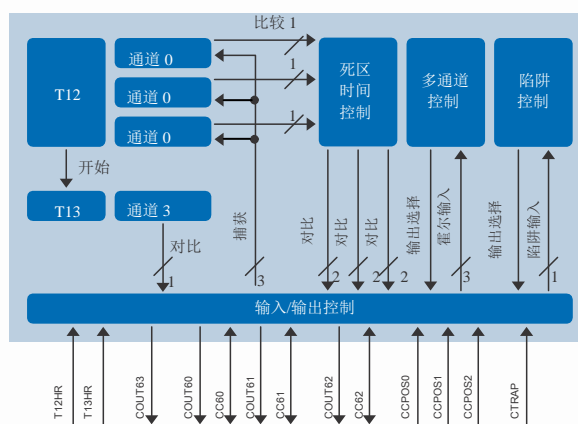 比较 1
T12
通道 0
通道 0
通道 0
1
1
1
死区
时间
控制
多通道
控制
陷阱
控制
开始
T13
通道 3
对比
1
捕获
3
对比
对比
对比
2
2
2
输出选择
霍尔输入
3
输出选择
陷阱输入
1
输入/输出控制
T12HR
T13HR
COUT63
COUT60
CC60
COUT61
CC61
COUT62
CC62
CCPOS0
CCPOS1
CCPOS2
CTRAP